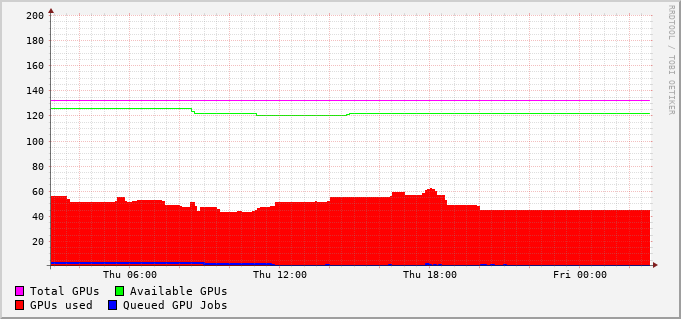 200
180
160
140
120
100
80
60
40
20
Thu 06:00 Thu 12:00 Thu 18:00 Fri 00:00
Total GPUs Available GPUs
GPUs used Queued GPU Jobs
RRDTOOL / TOBI OETIKER